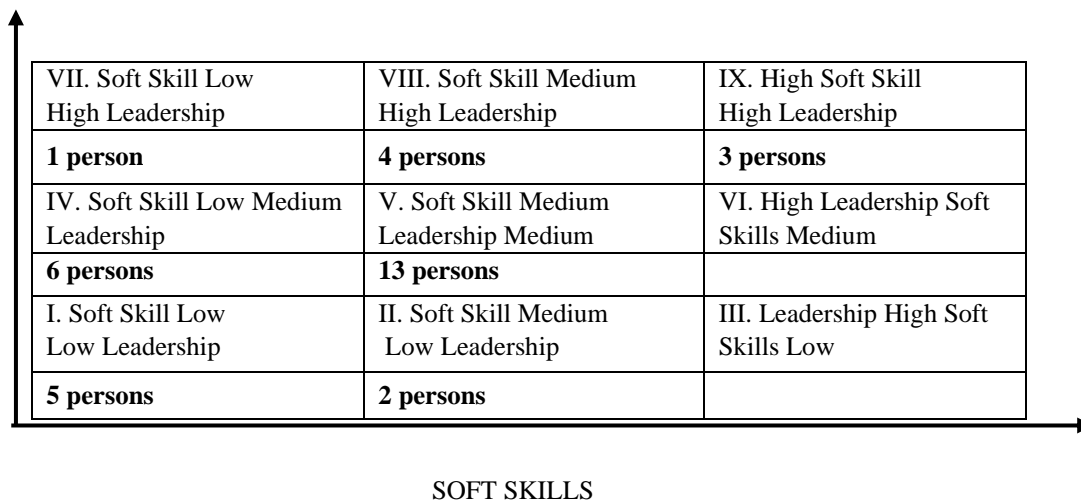 VII. Soft Skill Low
High Leadership
VIII. Soft Skill Medium
High Leadership
IX. High Soft Skill
High Leadership
1 person
4 persons
3 persons
IV. Soft Skill Low Medium
Leadership
V. Soft Skill Medium
Leadership Medium
VI. High Leadership Soft
Skills Medium
6 persons
13 persons
I. Soft Skill Low
Low Leadership
II. Soft Skill Medium
Low Leadership
III. Leadership High Soft
Skills Low
5 persons
2 persons
SOFT SKILLS